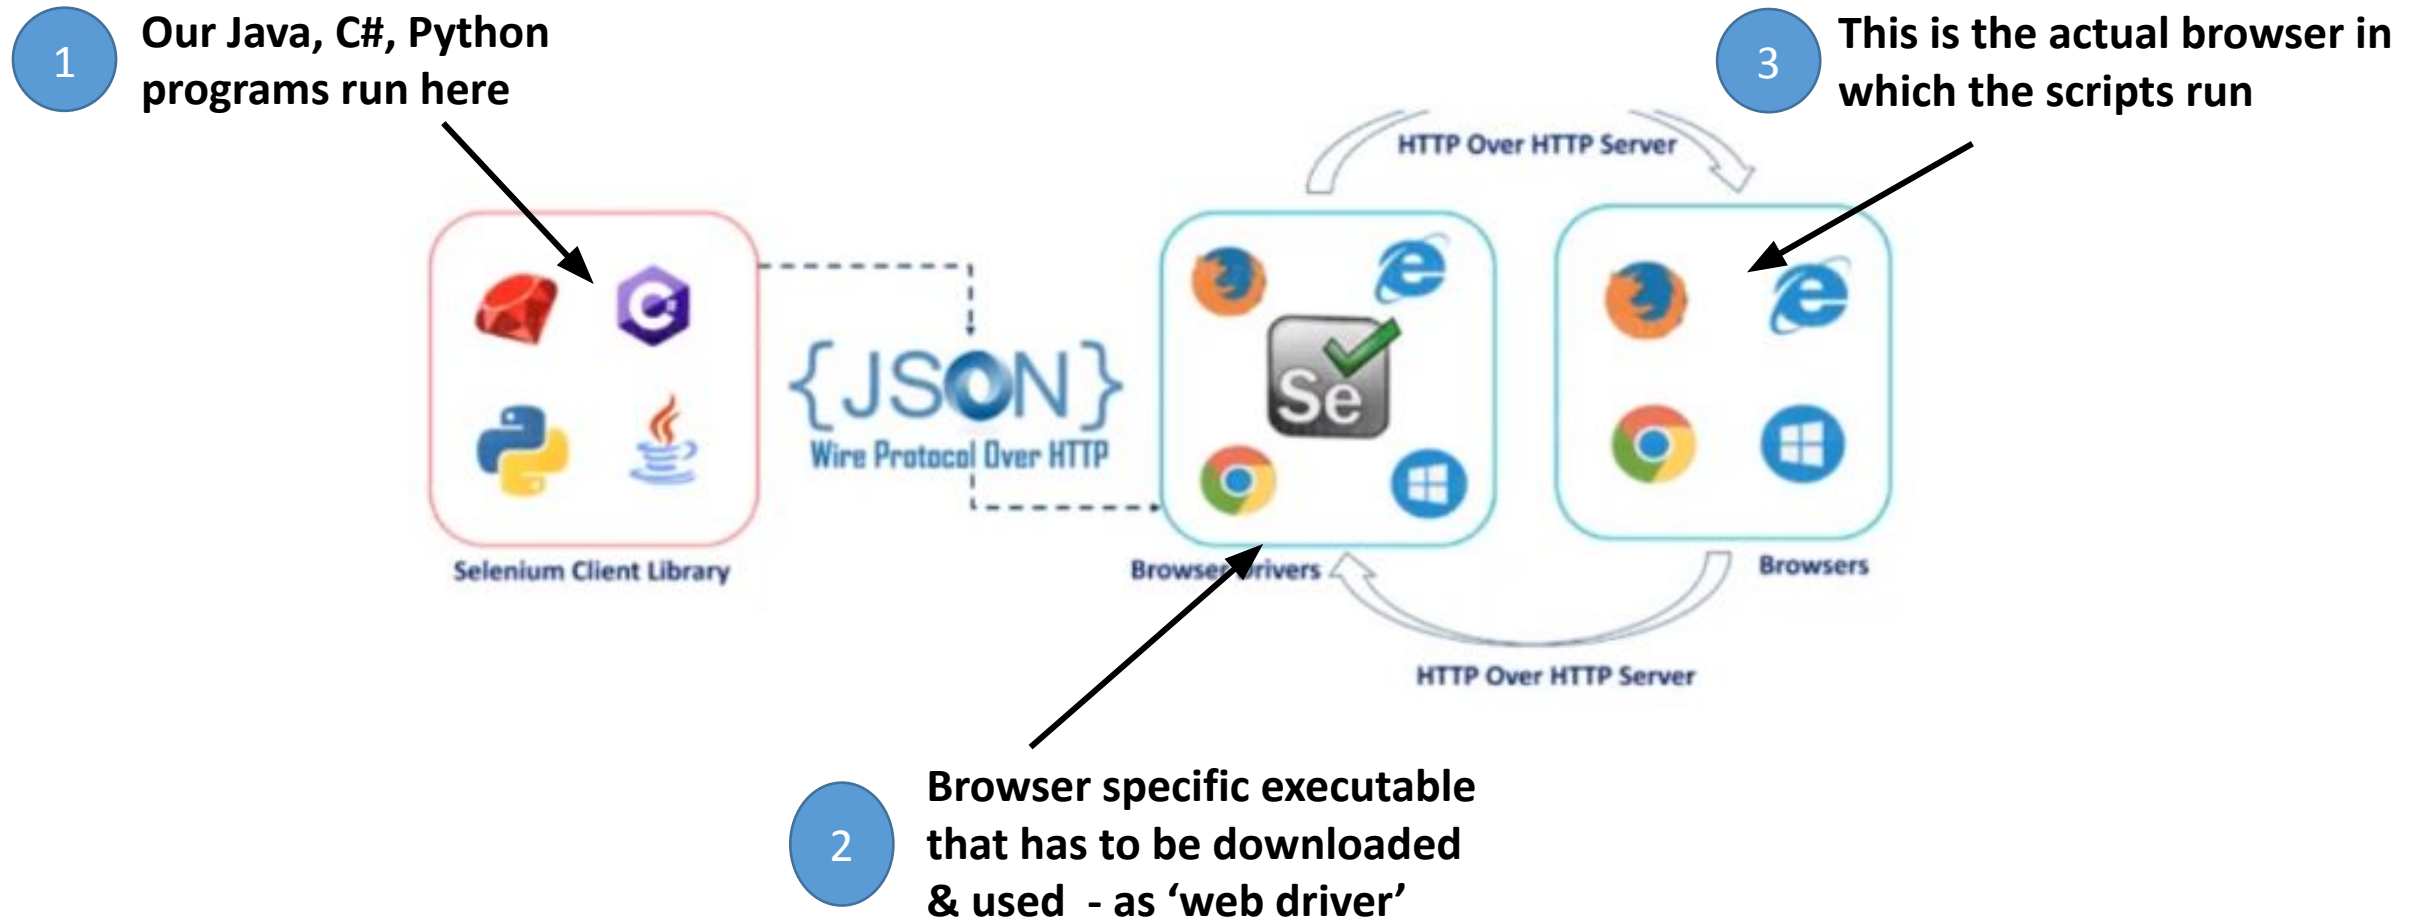 1
Our Java, C#, Python
programs run here
3
This is the actual browser in
which the scripts run
HTTP Over HTTP Server
{JSON}
Wire Protocol Over HTTP
Se
Selenium Client Library
Browser Drivers
Browsers
HTTP Over HTTP Server
2
Browser specific executable
that has to be downloaded
& used - as ‘web driver’